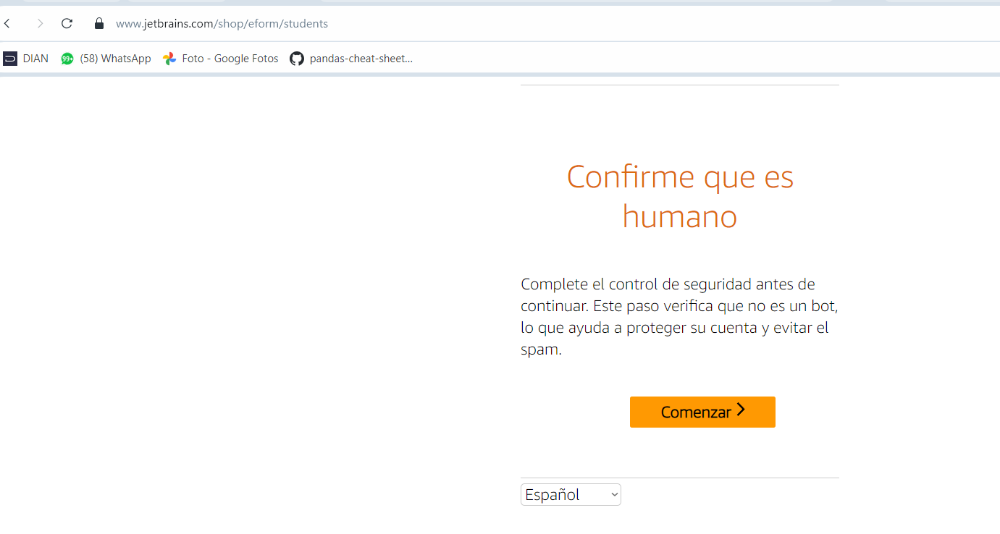 www.jetbrains.com/shop/eform/students
DIAN
99+
(58) WhatsApp
Foto - Google Fotos
pandas-cheat-sheet...
Confirme que es
humano
Complete el control de seguridad antes de
continuar. Este paso verifica que no es un bot,
lo que ayuda a proteger su cuenta y evitar el
spam.
Comenzar
Español